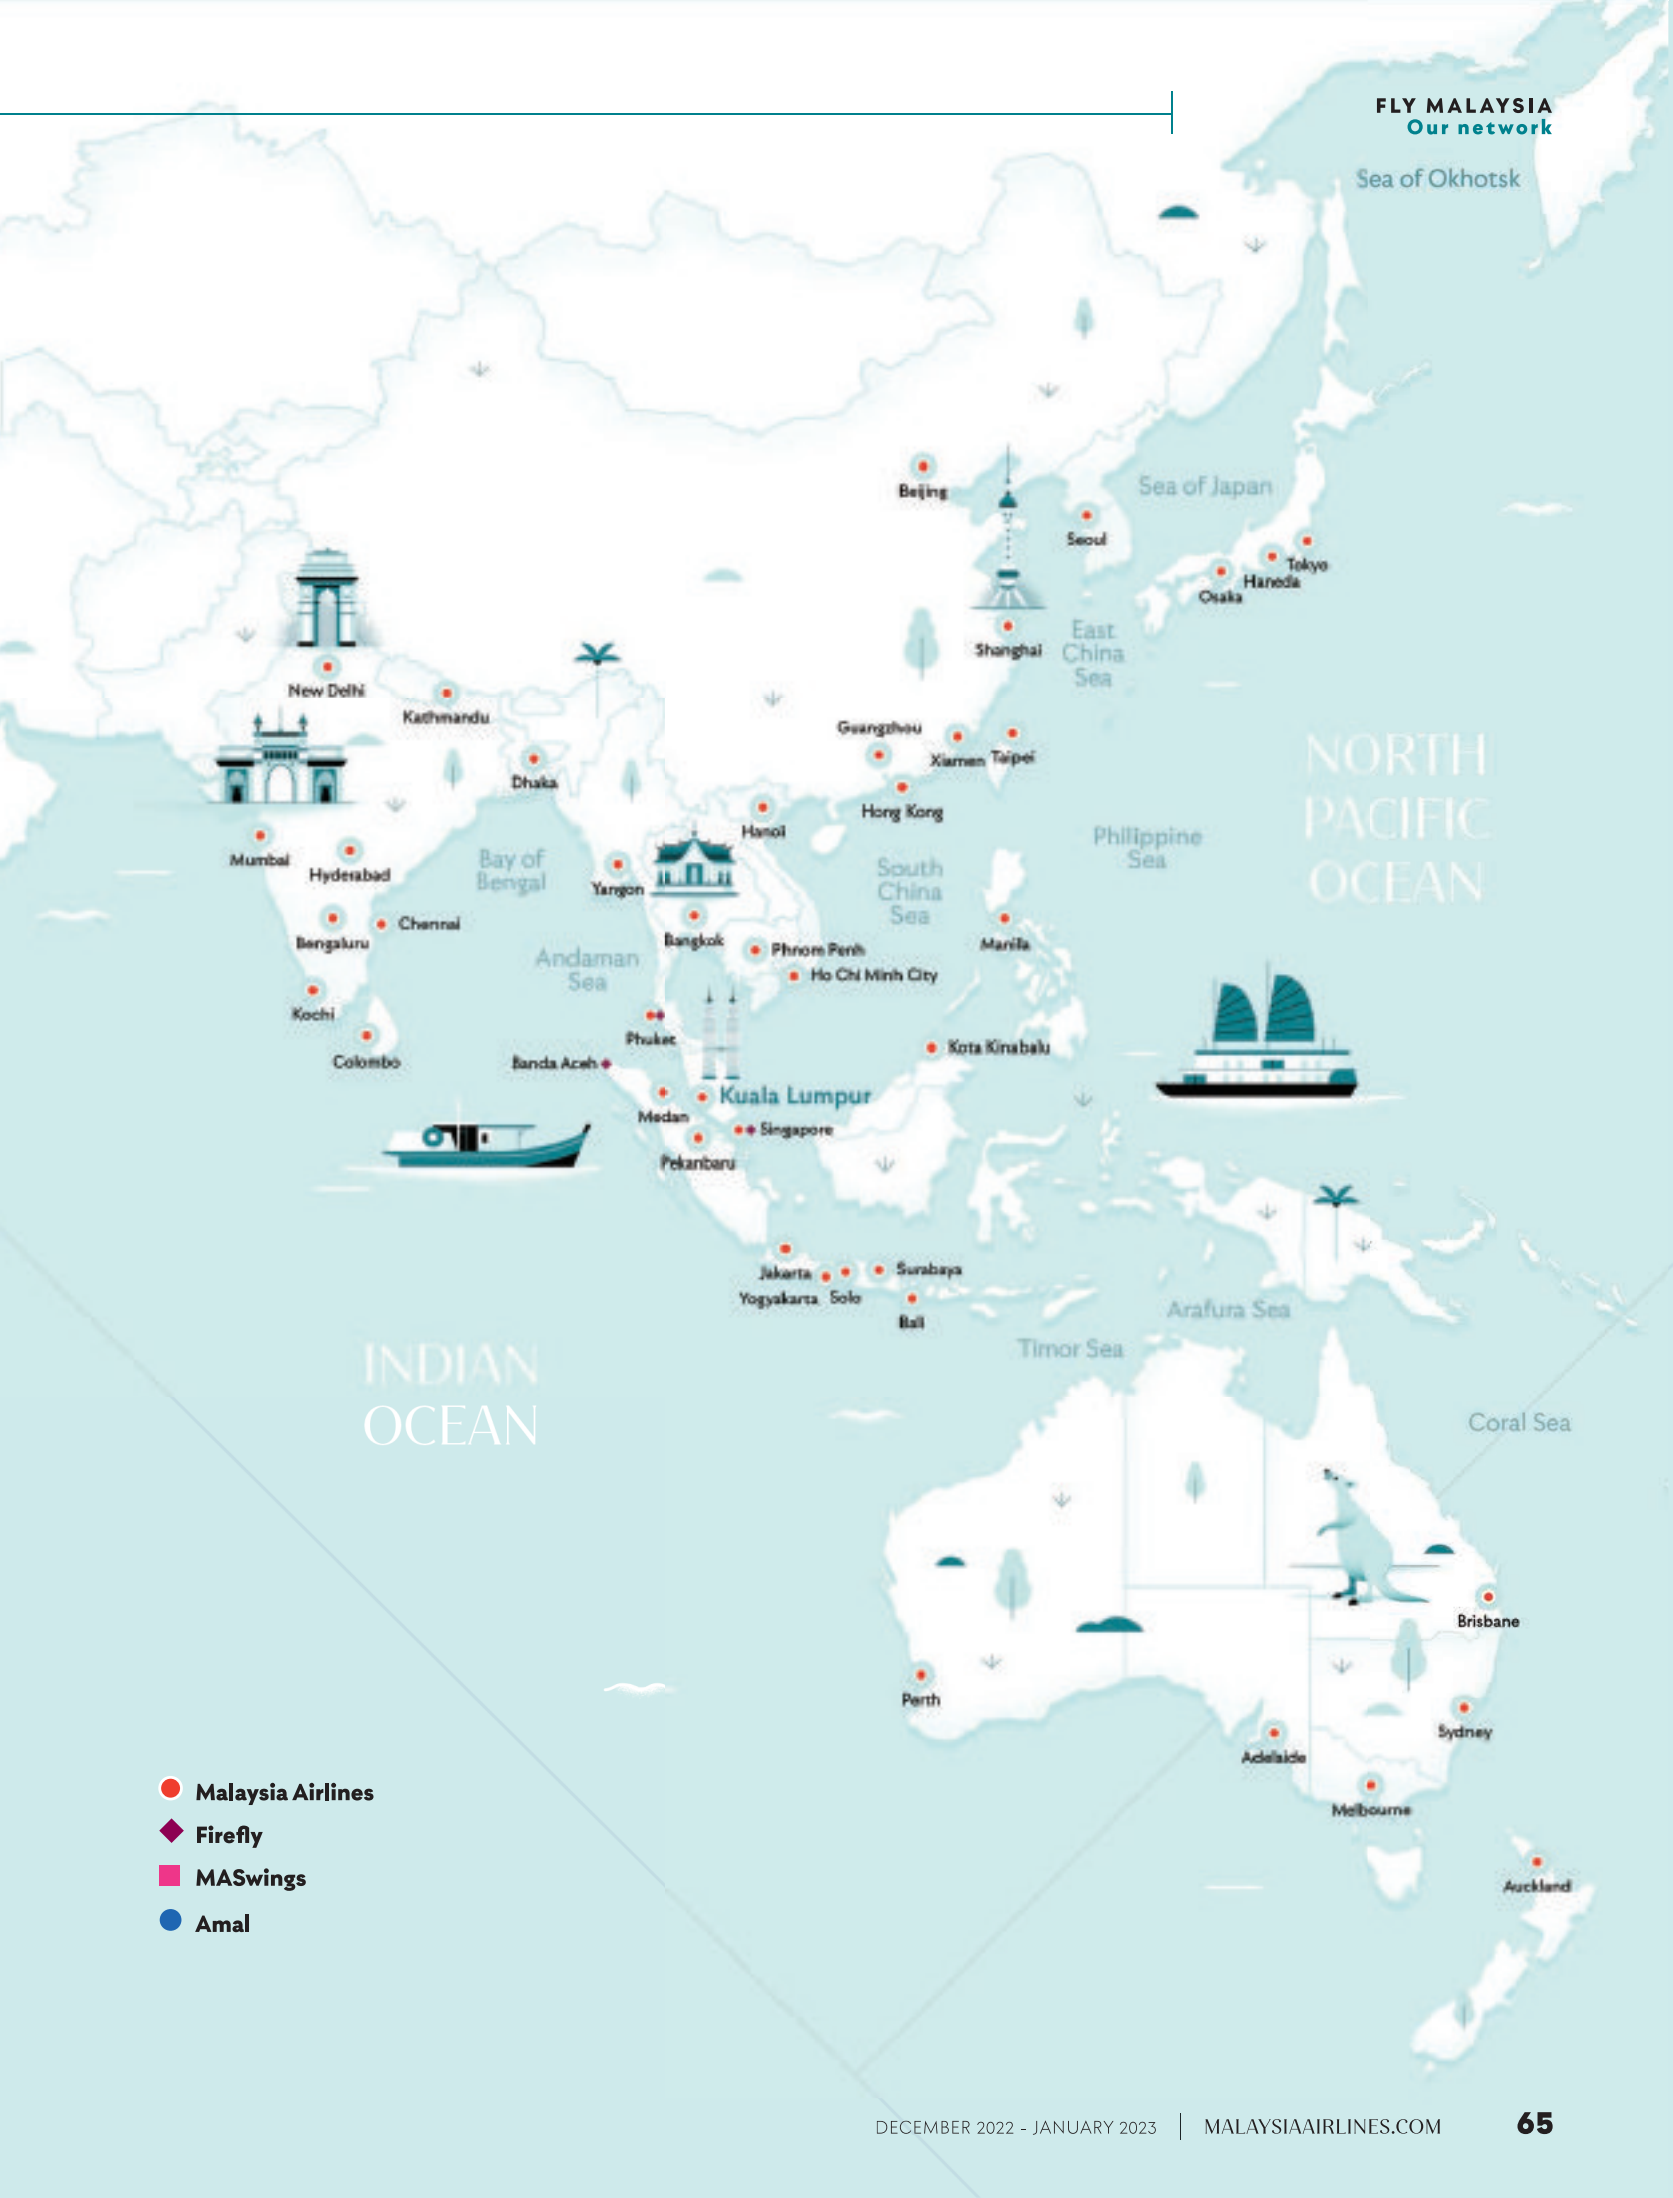 FLY MALAYSIA
Our network
Sea of Okhotsk
Beijing
Sea of Japan
Seoul
Tokyo
Haneda
Osaka
Shanghai
East
China
Sea
New Delhi
Kathmandu
Dhaka
Guangzhou
Xiamen
Taipei
Hong Kong
Hanoi
NORTH
PACIFIC
OCEAN
Philippine
Sea
Mumbai
Hyderabad
Bay of
Bengal
Yangon
South
China
Sea
Bengaluru
Chennai
Bangkok
Manila
Phnom Penh
Ho Chi Minh City
Andaman
Sea
Kochi
Colombo
Phuket
Banda Aceh
Kota Kinabalu
Medan
Kuala Lumpur
Singapore
Pekanbaru
Jakarta
Surabaya
Yogyakarta
Solo
Bali
Arafura Sea
Timor Sea
INDIAN
OCEAN
Coral Sea
Brisbane
Perth
Sydney
Adelaide
Melbourne
Auckland
Malaysia Airlines
Firefly
MASwings
Amal
DECEMBER 2022 - JANUARY 2023
MALAYSIAAIRLINES.COM
65